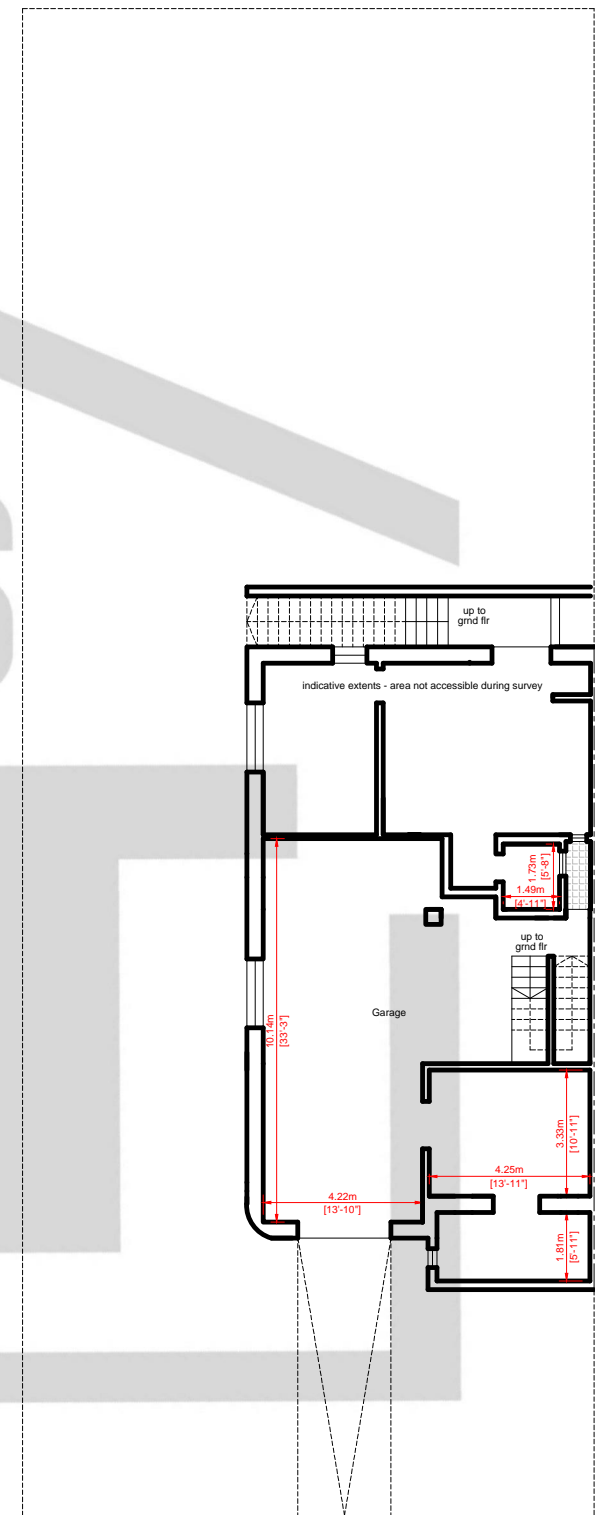 up to
grnd flr
indicative extents - area not accessible during survey
1.73m
[5'-8"]
1.49m
[4'-11"]
up to
grnd flr
Garage
10.14m
[33'-3"]
3.33m
[10'-11"]
4.25m
[13'-11"]
4.22m
[13'-10"]
1.81m
[5'-11"]